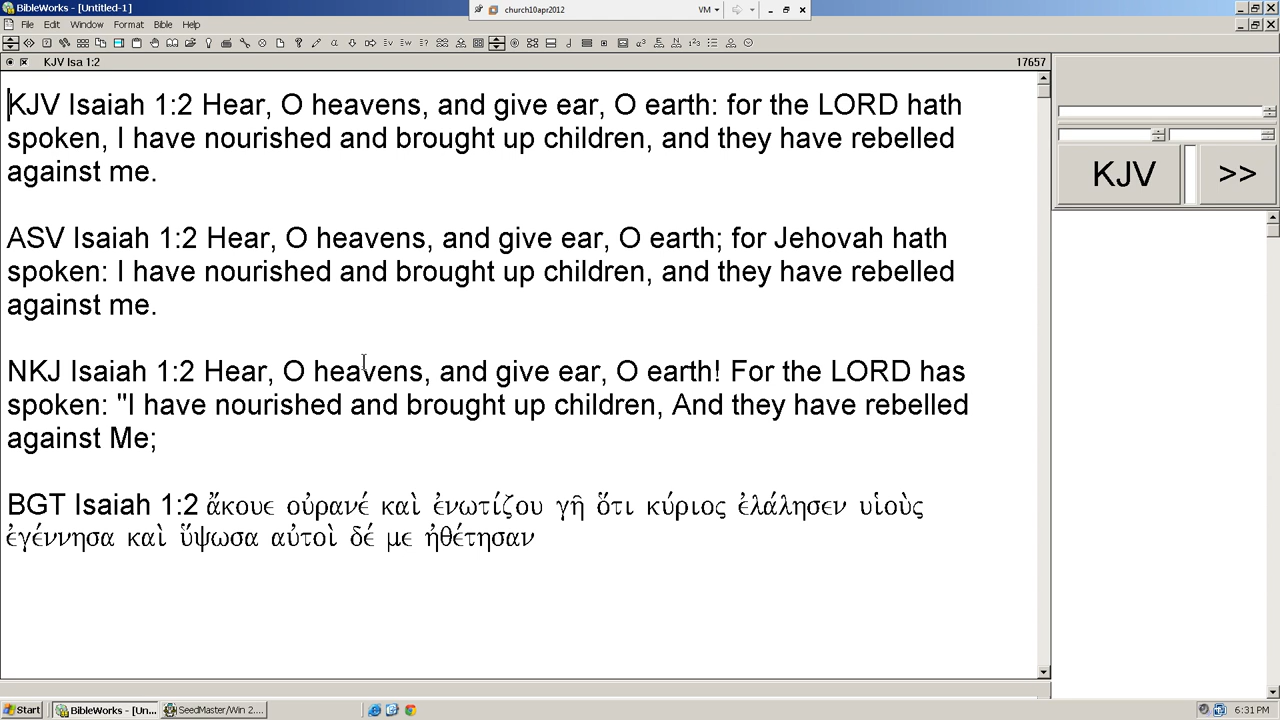 BibleWorks - [Untitled-1]
church10apr2012
VM
File Edit Window Format Bible Help
KJV Isa 1:2
17657
KJV Isaiah 1:2 Hear, O heavens, and give ear, O earth: for the LORD hath
spoken, I have nourished and brought up children, and they have rebelled
against me.
ASV Isaiah 1:2 Hear, O heavens, and give ear, O earth; for Jehovah hath
spoken: I have nourished and brought up children, and they have rebelled
against me.
NKJ Isaiah 1:2 Hear, O heavens, and give ear, O earth! For the LORD has
spoken: "I have nourished and brought up children, And they have rebelled
against Me;
BGT Isaiah 1:2 ἄκουε οὐρανέ καὶ ἐνωτίζου γῆ ὅτι κύριος ἐλάλησεν υἱοὺς
ἐγέννησα καὶ ὕψωσα αὐτοὶ δέ με ἠθέτησαν
KJV >>
Start BibleWorks - [Un... SeedMaster/Win 2.... 6:31 PM